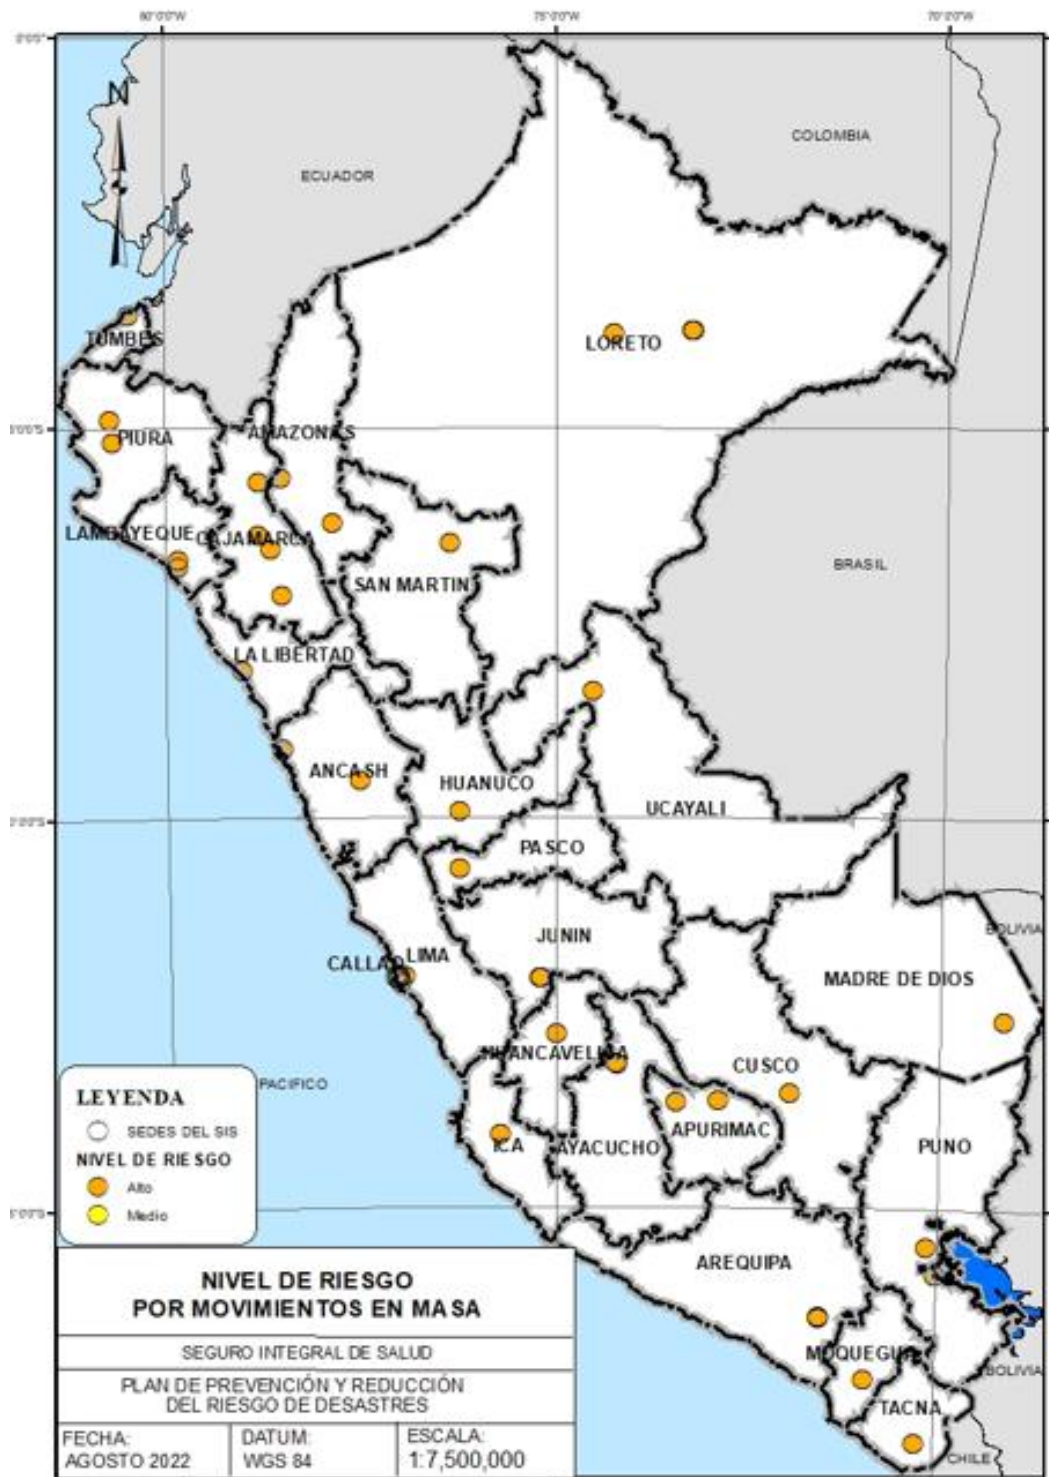 80°0'0"W
75°0'0"W
70°0'0"W
0°0'0"
N
COLOMBIA
ECUADOR
TUMBES
LORETO
AMAZONAS
PIURA
LAMBAYEQUE
CAJAMARCA
BRASIL
SAN MARTIN
LA LIBERTAD
ANCASH
HUANUCO
UCAYALI
PASCO
BOLIVIA
JUNIN
LIMA
CALLAO
MADRE DE DIOS
HUANCAVELICA
CUSCO
PACIFICO
APURIMAC
ICA
AYACUCHO
PUNO
LEYENDA
SEDES DEL SIS
NIVEL DE RIESGO
Alto
Medio
AREQUIPA
MOQUEGUA
BOLIVIA
TACNA
CHILE
NIVEL DE RIESGO
POR MOVIMIENTOS EN MASA
SEGURO INTEGRAL DE SALUD
PLAN DE PREVENCIÓN Y REDUCCIÓN
DEL RIESGO DE DESASTRES
FECHA:
AGOSTO 2022
DATUM:
WGS 84
ESCALA:
1:7,500,000